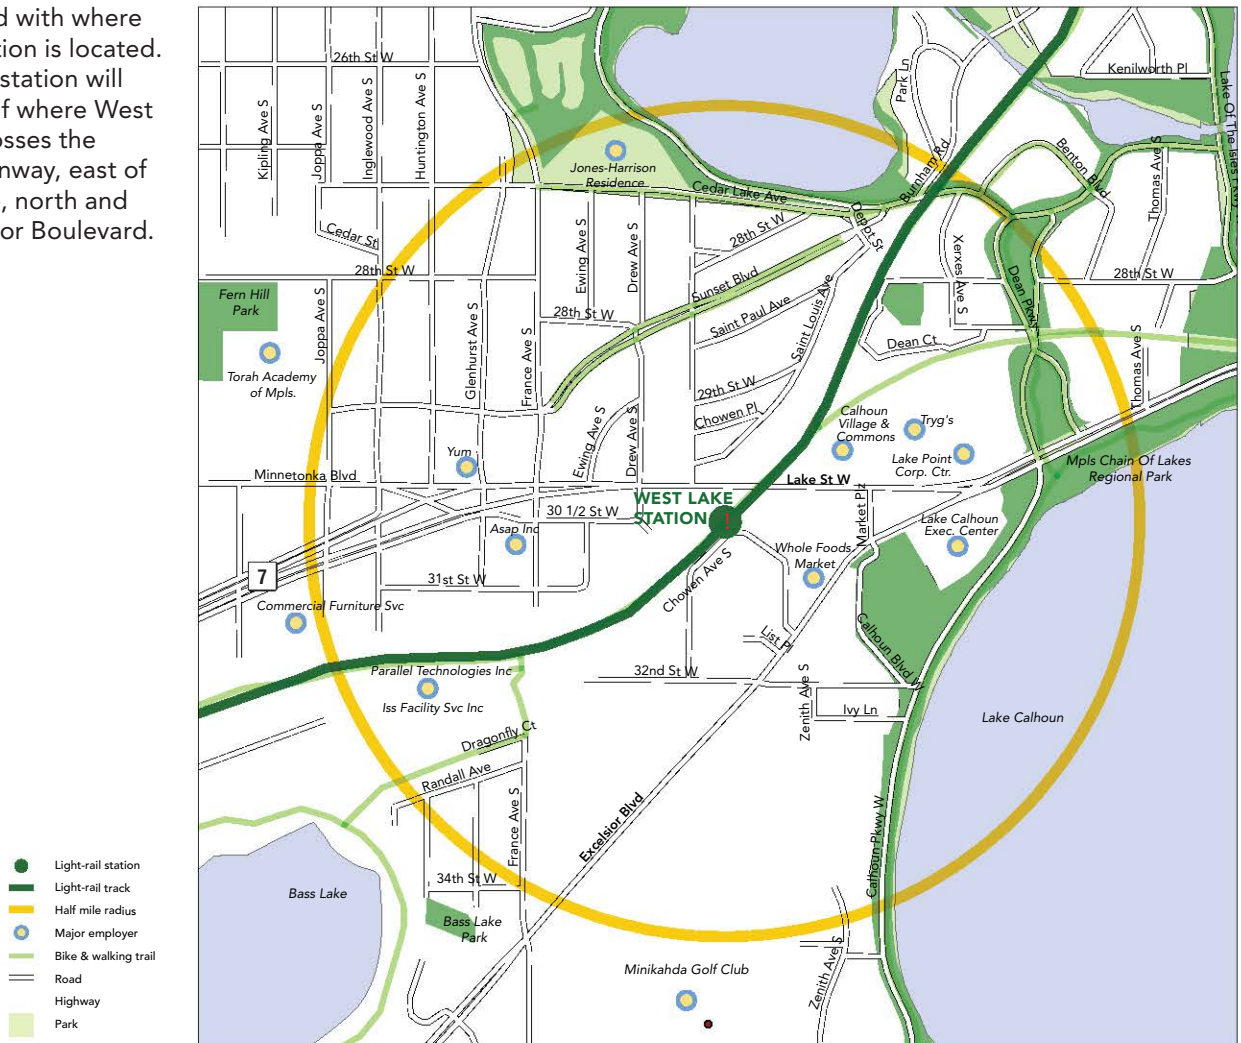 d with where
tion is located.
station will
f where West
osses the
nway, east of
, north and
or Boulevard.
26th St W
Kipling Ave S
Joppa Ave S
Inglewood Ave S
Huntington Ave S
Park Ln
Kenilworth Pl
Lake Of The Isles Pkwy
Burnham Rd
Benton Blvd
Thomas Ave S
Jones-Harrison
Residence
Cedar Lake Ave
Cedar St
28th St W
Ewing Ave S
Drew Ave S
28th St W
Depot St
Xerxes Ave S
Dean Pkwy
28th St W
Fern Hill
Park
Joppa Ave S
Glenhurst Ave S
France Ave S
28th St W
Sunset Blvd
Saint Paul Ave
Saint Louis Ave
Dean Ct
Torah Academy
of Mpls.
29th St W
Chowen Pl
Thomas Ave S
Calhoun
Village &
Commons
Tryg's
Lake Point
Corp. Ctr.
Ewing Ave S
Drew Ave S
Yum
Minnetonka Blvd
Lake St W
Mpls Chain Of Lakes
Regional Park
WEST LAKE
STATION
30 1/2 St W
Market Plz
Asap Inc
Lake Calhoun
Exec. Center
Whole Foods
Market
7
31st St W
Chowen Ave S
Commercial Furniture Svc
List Pl
Calhoun Blvd W
Parallel Technologies Inc
32nd St W
Iss Facility Svc Inc
Zenith Ave S
Ivy Ln
Lake Calhoun
Dragonfly Ct
Randall Ave
France Ave S
Excelsior Blvd
Calhoun Pkwy W
34th St W
Bass Lake
Bass Lake
Park
Minikahda Golf Club
Zenith Ave S
Light-rail station
Light-rail track
Half mile radius
Major employer
Bike & walking trail
Road
Highway
Park